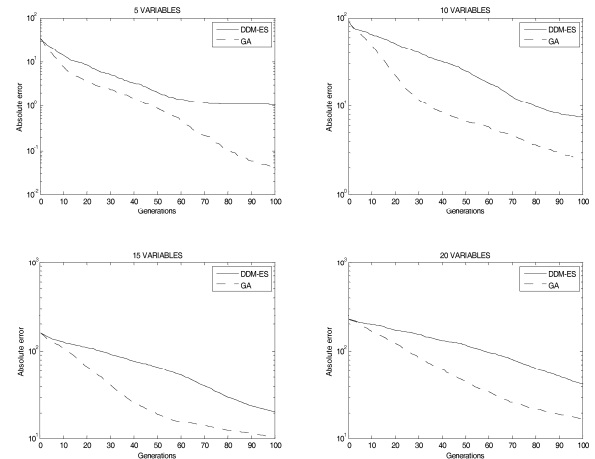 5 VARIABLES
DDM-ES
GA
Absolute error
10^2
10^1
10^0
10^-1
10^-2
0 10 20 30 40 50 60 70 80 90 100
Generations
10 VARIABLES
DDM-ES
GA
Absolute error
10^2
10^1
10^0
0 10 20 30 40 50 60 70 80 90 100
Generations
15 VARIABLES
DDM-ES
GA
Absolute error
10^3
10^2
10^1
0 10 20 30 40 50 60 70 80 90 100
Generations
20 VARIABLES
DDM-ES
GA
Absolute error
10^3
10^2
10^1
0 10 20 30 40 50 60 70 80 90 100
Generations